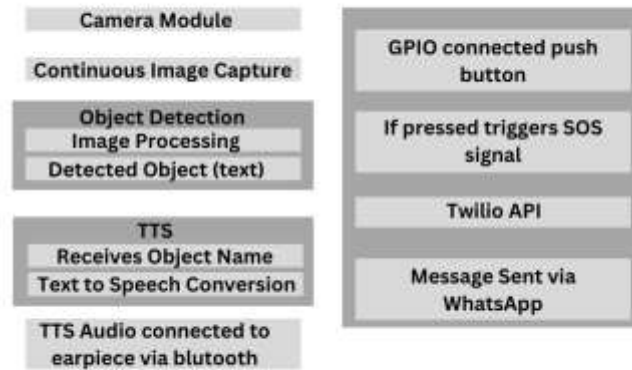 Camera Module
Continuous Image Capture
Object Detection
Image Processing
Detected Object (text)
TTS
Receives Object Name
Text to Speech Conversion
TTS Audio connected to
earpiece via blutooth
GPIO connected push
button
If pressed triggers SOS
signal
Twilio API
Message Sent via
WhatsApp